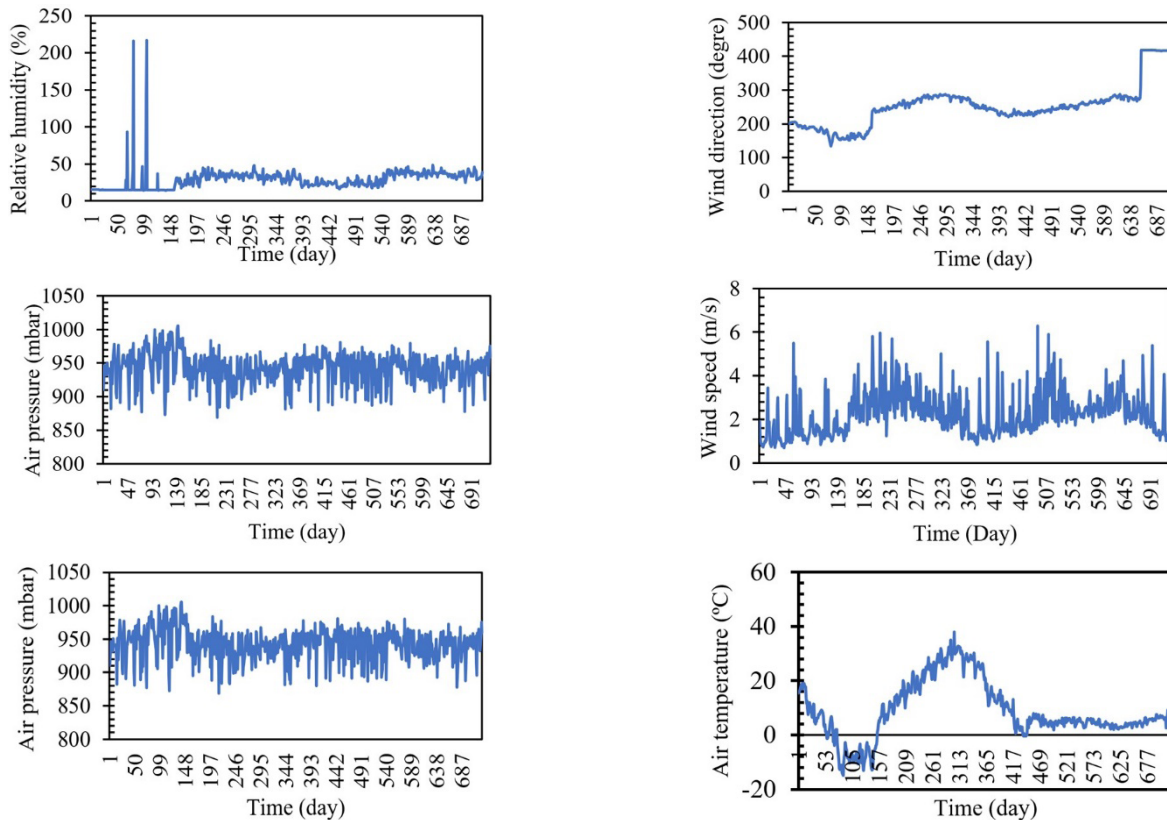 Relative humidity (%)
250
200
150
100
50
0
1 50 99 148 197 246 295 344 393 442 491 540 589 638 687
Time (day)
Wind direction (degre)
500
400
300
200
100
0
1 50 99 148 197 246 295 344 393 442 491 540 589 638 687
Time (day)
Air pressure (mbar)
1050
1000
950
900
850
800
1 47 93 139 185 231 277 323 369 415 461 507 553 599 645 691
Time (day)
Wind speed (m/s)
8
6
4
2
0
1 47 93 139 185 231 277 323 369 415 461 507 553 599 645 691
Time (Day)
Air pressure (mbar)
1050
1000
950
900
850
800
1 50 99 148 197 246 295 344 393 442 491 540 589 638 687
Time (day)
Air temperature (ºC)
60
40
20
0
-20
1 53 105 157 209 261 313 365 417 469 521 573 625 677
Time (day)